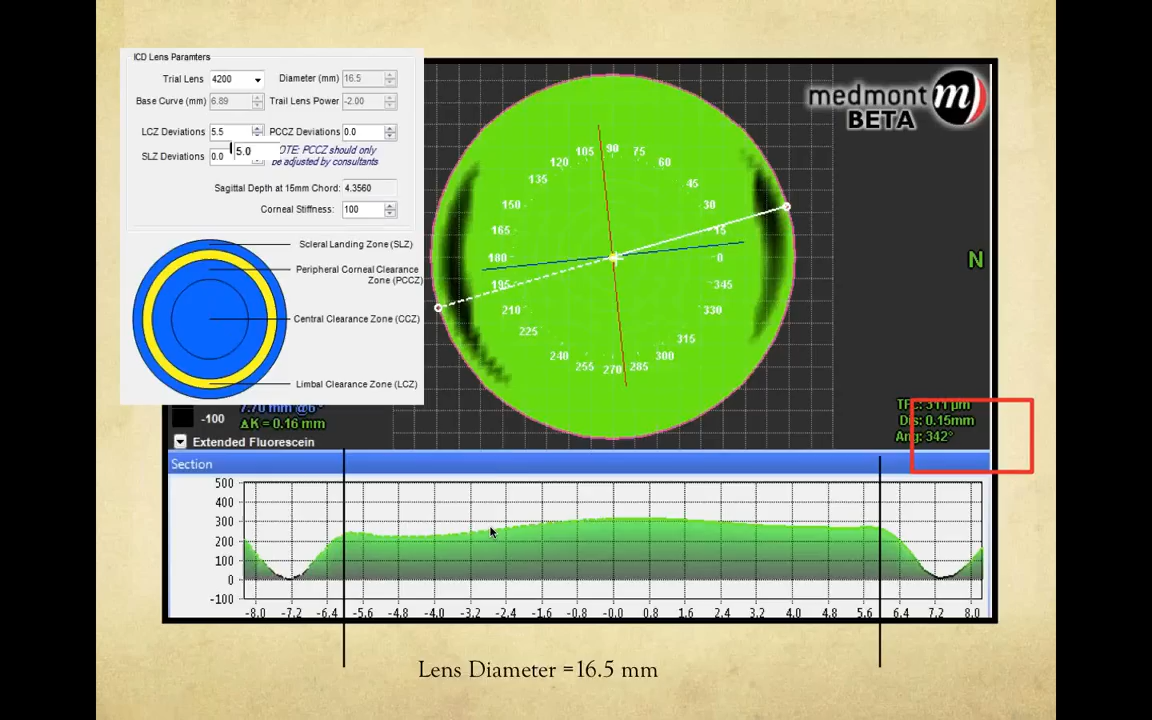 ICD Lens Paramters
Trial Lens 4200 Diameter (mm) 16.5
Base Curve (mm) 6.89 Trail Lens Power -2.00
LCZ Deviations 5.5 PCCZ Deviations 0.0
SLZ Deviations 0.0 5.0 OTE: PCCZ should only
be adjusted by consultants
Sagittal Depth at 15mm Chord: 4.3560
Corneal Stiffness: 100
Scleral Landing Zone (SLZ)
Peripheral Corneal Clearance
Zone (PCCZ)
Central Clearance Zone (CCZ)
Limbal Clearance Zone (LCZ)
medmont m
BETA
105 90 75
120 60
135 45
150 30
165 15
180 0
195 345
210 330
225 315
240 300
255 270 285
N
-100 7.70 mm @6°
ΔK = 0.16 mm
Extended Fluorescein
Dis: 0.15mm
Ang: 342°
Section
500
400
300
200
100
0
-100
-8.0 -7.2 -6.4 -5.6 -4.8 -4.0 -3.2 -2.4 -1.6 -0.8 -0.0 0.8 1.6 2.4 3.2 4.0 4.8 5.6 6.4 7.2 8.0
Lens Diameter =16.5 mm